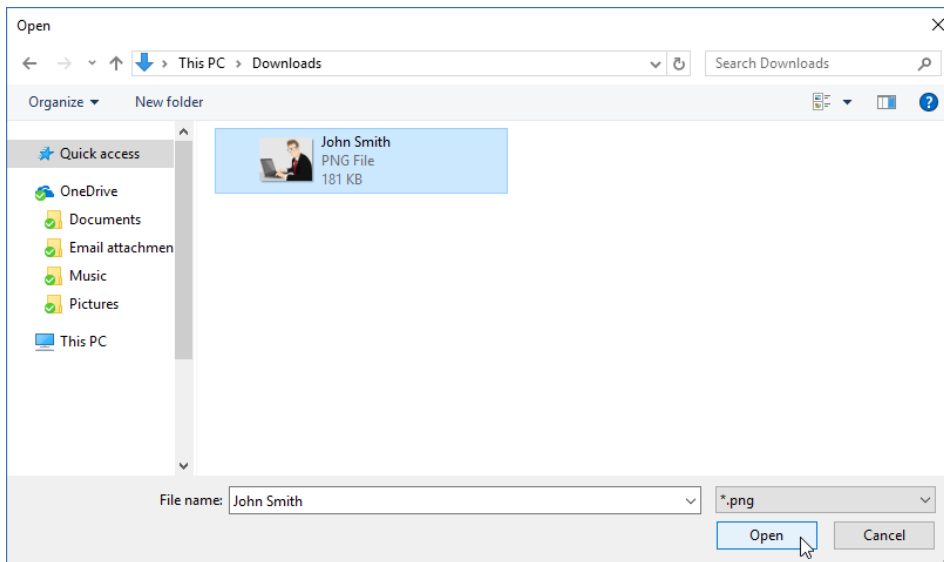 Open
This PC > Downloads
Search Downloads
Organize
New folder
Quick access
OneDrive
Documents
Email attachmen
Music
Pictures
This PC
John Smith
PNG File
181 KB
File name: John Smith
*.png
Open
Cancel